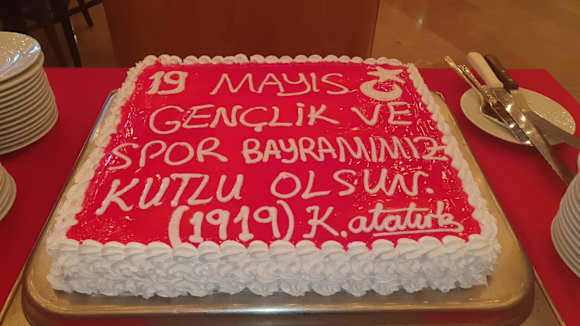 19 MAYIS
GENÇLİK VE
SPOR BAYRAMIMIZ
KUTLU OLSUN.
(1919) K.atatürk